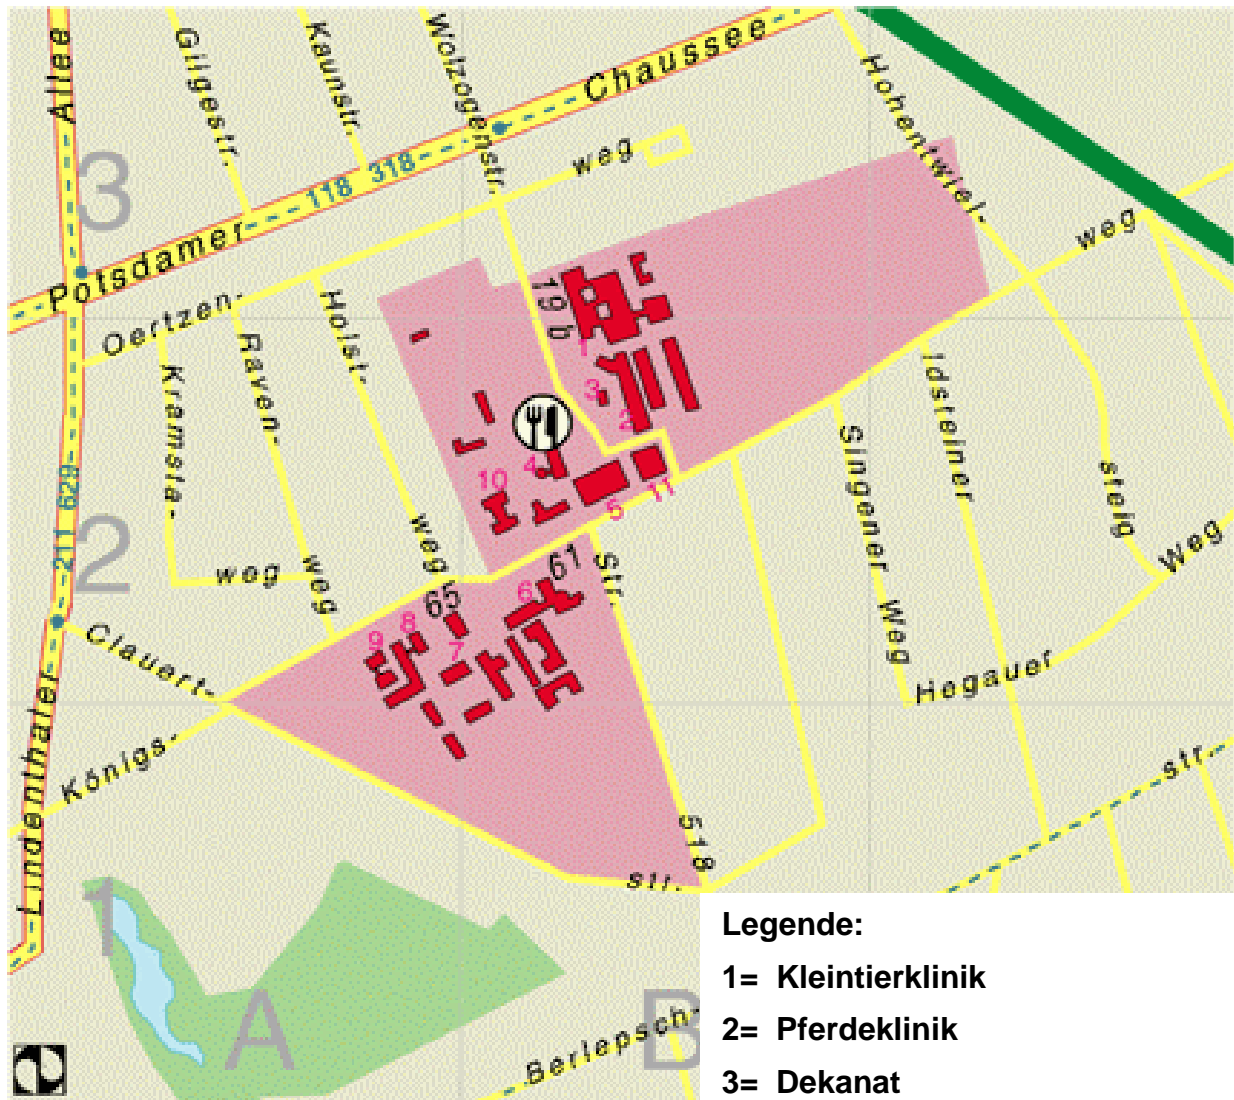 Allee
Gilgestr.
Kaunstr.
Wolzogenstr.
Chaussee
Hohentwiel-
3
118 318
weg
weg
Potsdamer
Oertzen-
Holst-
19 b
1
Kramsta-
Raven-
3
2
Idsteiner
Singener Weg
steig
211 629
4
10
11
5
2
weg
weg
weg
61
Str.
Weg
65
6
8
9
7
Clauert-
Hegauer
Königs-
str.
Lindenthaler
518
str.
1
A
B
Berlepsch-
Legende:
1= Kleintierklinik
2= Pferdeklinik
3= Dekanat